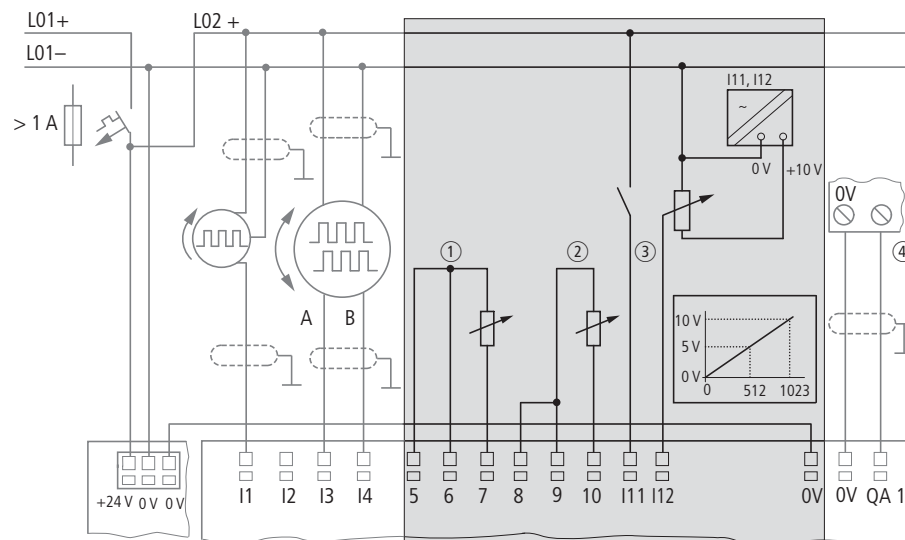 L01+
L02 +
L01–
> 1 A
I11, I12
~
0 V
+10 V
0V
1
2
3
4
A
B
10 V
5 V
0 V
0
512
1023
+24 V
0 V
0 V
I1
I2
I3
I4
5
6
7
8
9
10
I11
I12
0V
0V
QA 1